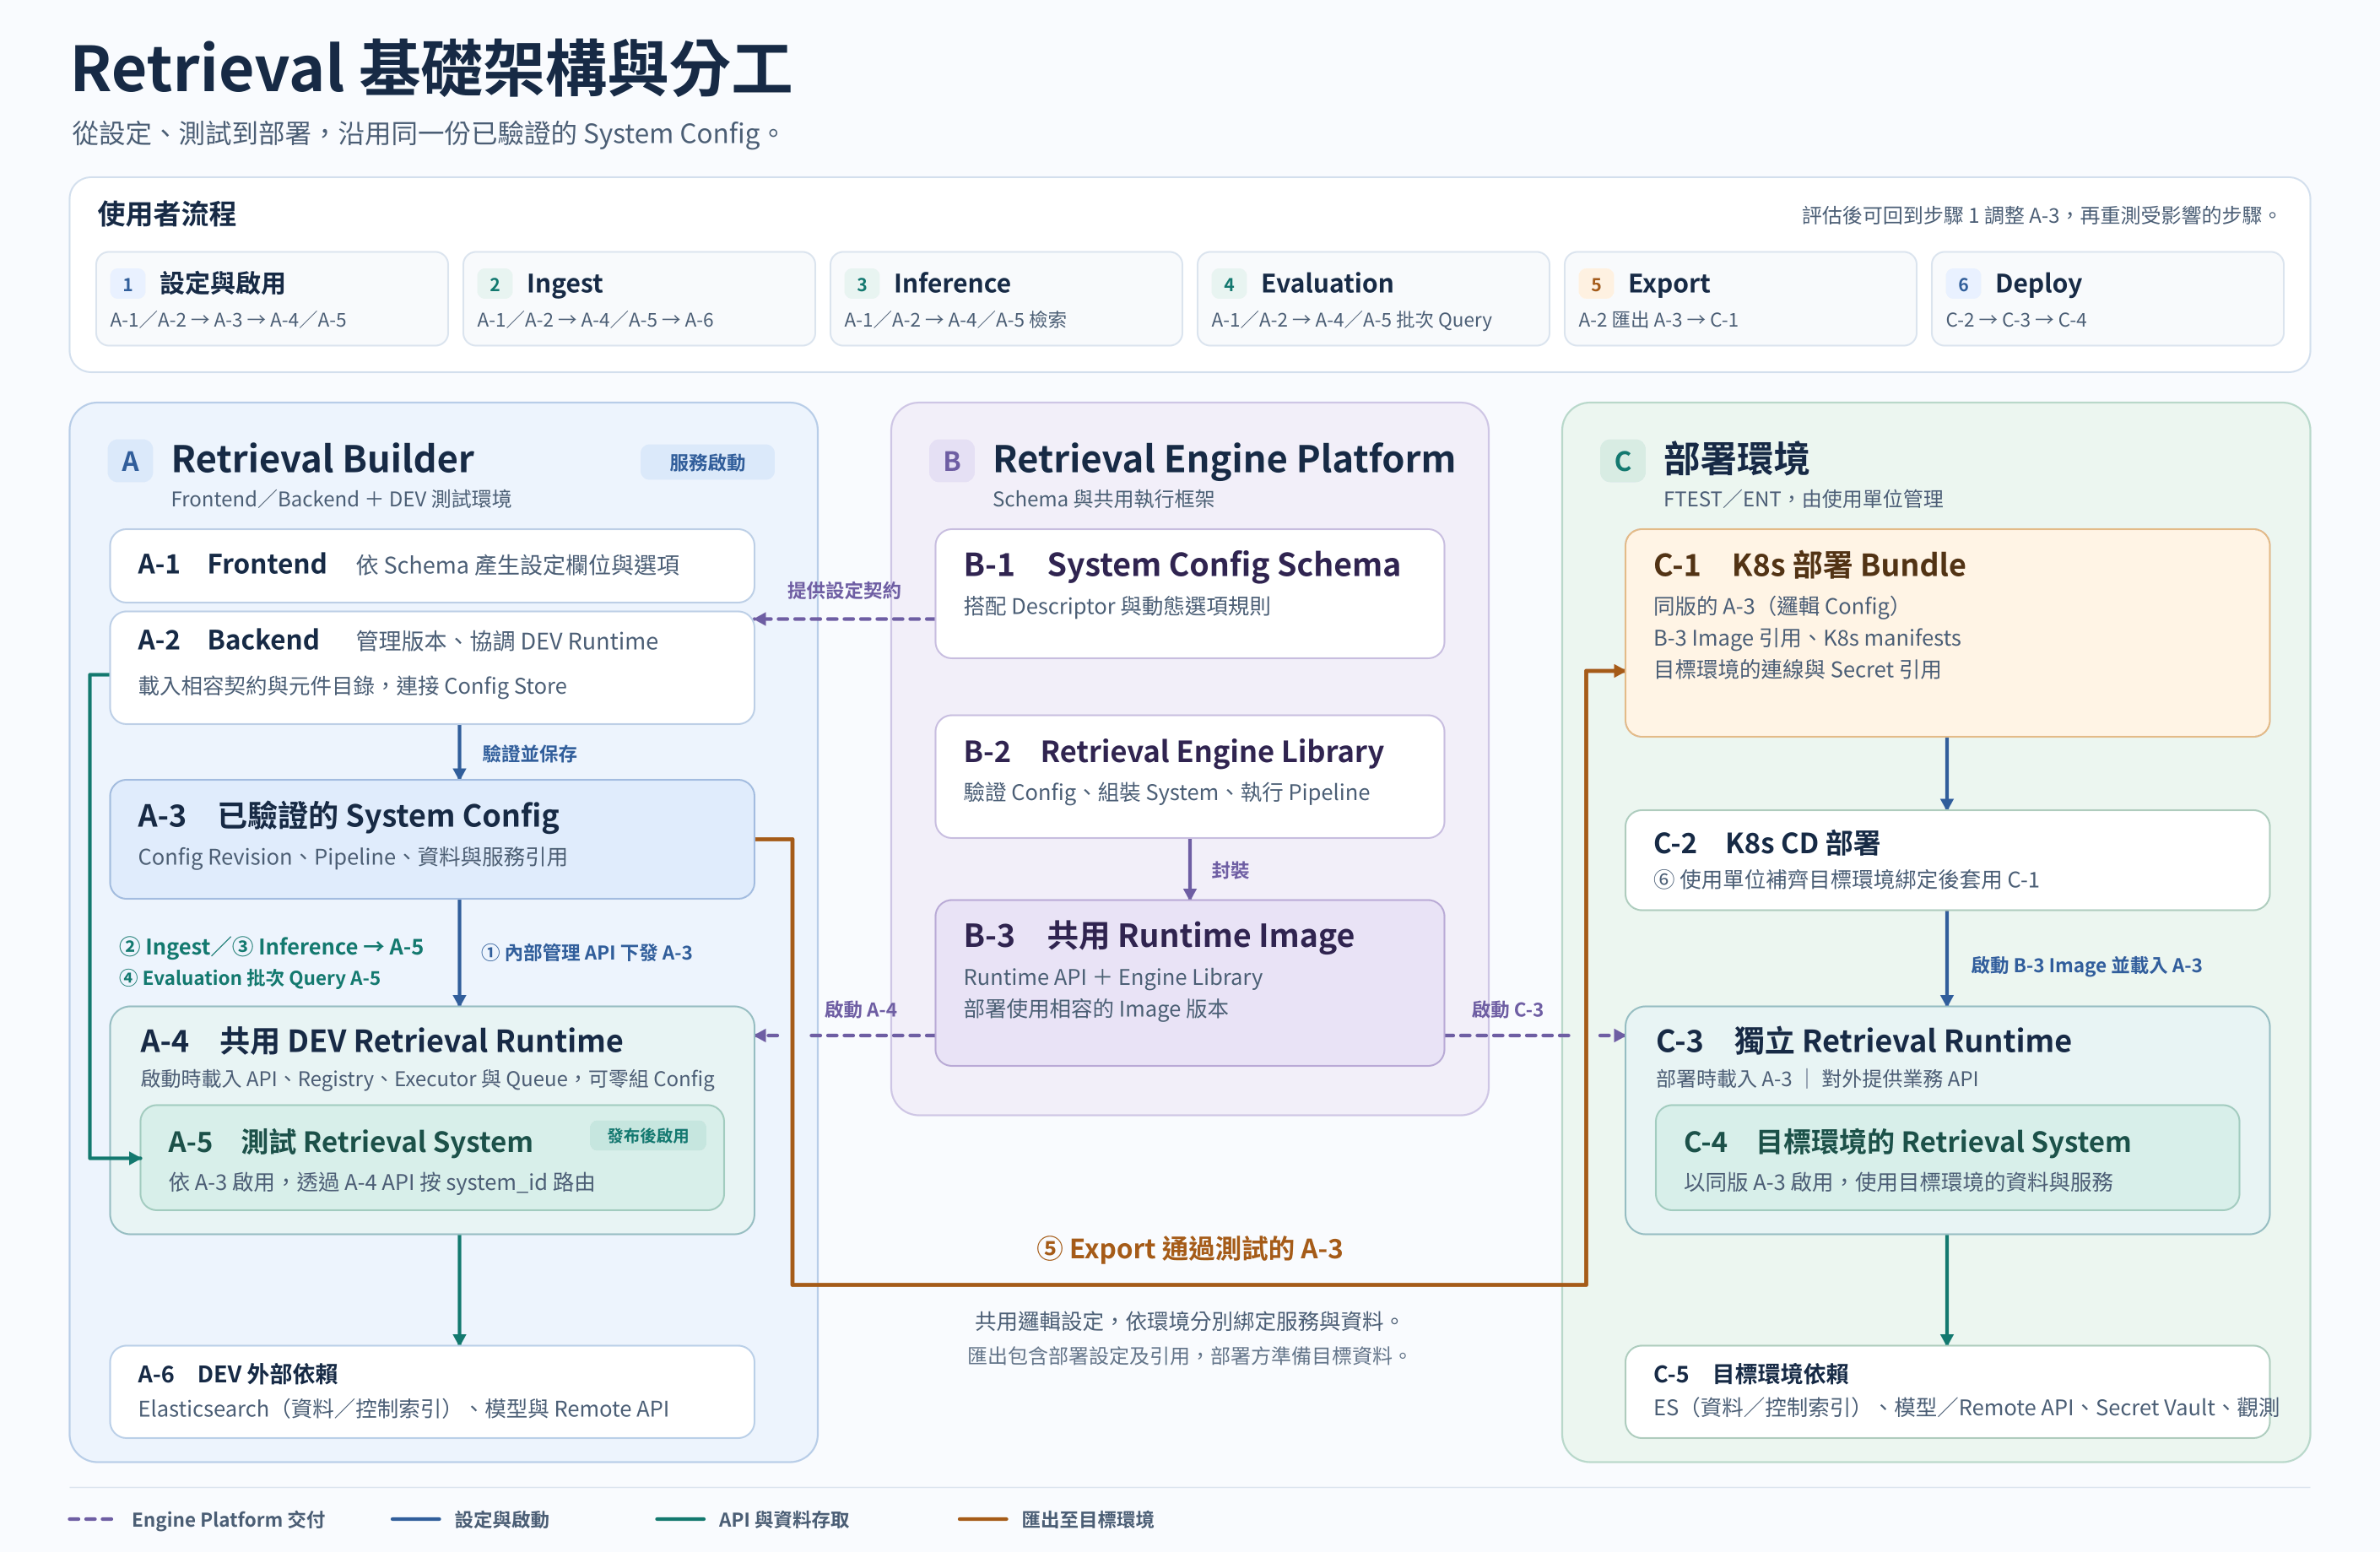 Retrieval 基礎架構與分工
從設定、測試到部署，沿用同一份已驗證的 System Config。
使用者流程
評估後可回到步驟 1 調整 A-3，再重測受影響的步驟。
1 設定與啟用
A-1／A-2 → A-3 → A-4／A-5
2 Ingest
A-1／A-2 → A-4／A-5 → A-6
3 Inference
A-1／A-2 → A-4／A-5 檢索
4 Evaluation
A-1／A-2 → A-4／A-5 批次 Query
5 Export
A-2 匯出 A-3 → C-1
6 Deploy
C-2 → C-3 → C-4
A Retrieval Builder
服務啟動
Frontend／Backend ＋ DEV 測試環境
A-1 Frontend 依 Schema 產生設定欄位與選項
A-2 Backend 管理版本、協調 DEV Runtime
載入相容契約與元件目錄，連接 Config Store
驗證並保存
A-3 已驗證的 System Config
Config Revision、Pipeline、資料與服務引用
② Ingest／③ Inference → A-5
④ Evaluation 批次 Query A-5
① 內部管理 API 下發 A-3
A-4 共用 DEV Retrieval Runtime
啟動時載入 API、Registry、Executor 與 Queue，可零組 Config
A-5 測試 Retrieval System
發布後啟用
依 A-3 啟用，透過 A-4 API 按 system_id 路由
A-6 DEV 外部依賴
Elasticsearch（資料／控制索引）、模型與 Remote API
提供設定契約
啟動 A-4
B Retrieval Engine Platform
Schema 與共用執行框架
B-1 System Config Schema
搭配 Descriptor 與動態選項規則
B-2 Retrieval Engine Library
驗證 Config、組裝 System、執行 Pipeline
封裝
B-3 共用 Runtime Image
Runtime API ＋ Engine Library
部署使用相容的 Image 版本
啟動 C-3
⑤ Export 通過測試的 A-3
共用邏輯設定，依環境分別綁定服務與資料。
匯出包含部署設定及引用，部署方準備目標資料。
C 部署環境
FTEST／ENT，由使用單位管理
C-1 K8s 部署 Bundle
同版的 A-3（邏輯 Config）
B-3 Image 引用、K8s manifests
目標環境的連線與 Secret 引用
C-2 K8s CD 部署
⑥ 使用單位補齊目標環境綁定後套用 C-1
啟動 B-3 Image 並載入 A-3
C-3 獨立 Retrieval Runtime
部署時載入 A-3｜對外提供業務 API
C-4 目標環境的 Retrieval System
以同版 A-3 啟用，使用目標環境的資料與服務
C-5 目標環境依賴
ES（資料／控制索引）、模型／Remote API、Secret Vault、觀測
Engine Platform 交付
設定與啟動
API 與資料存取
匯出至目標環境